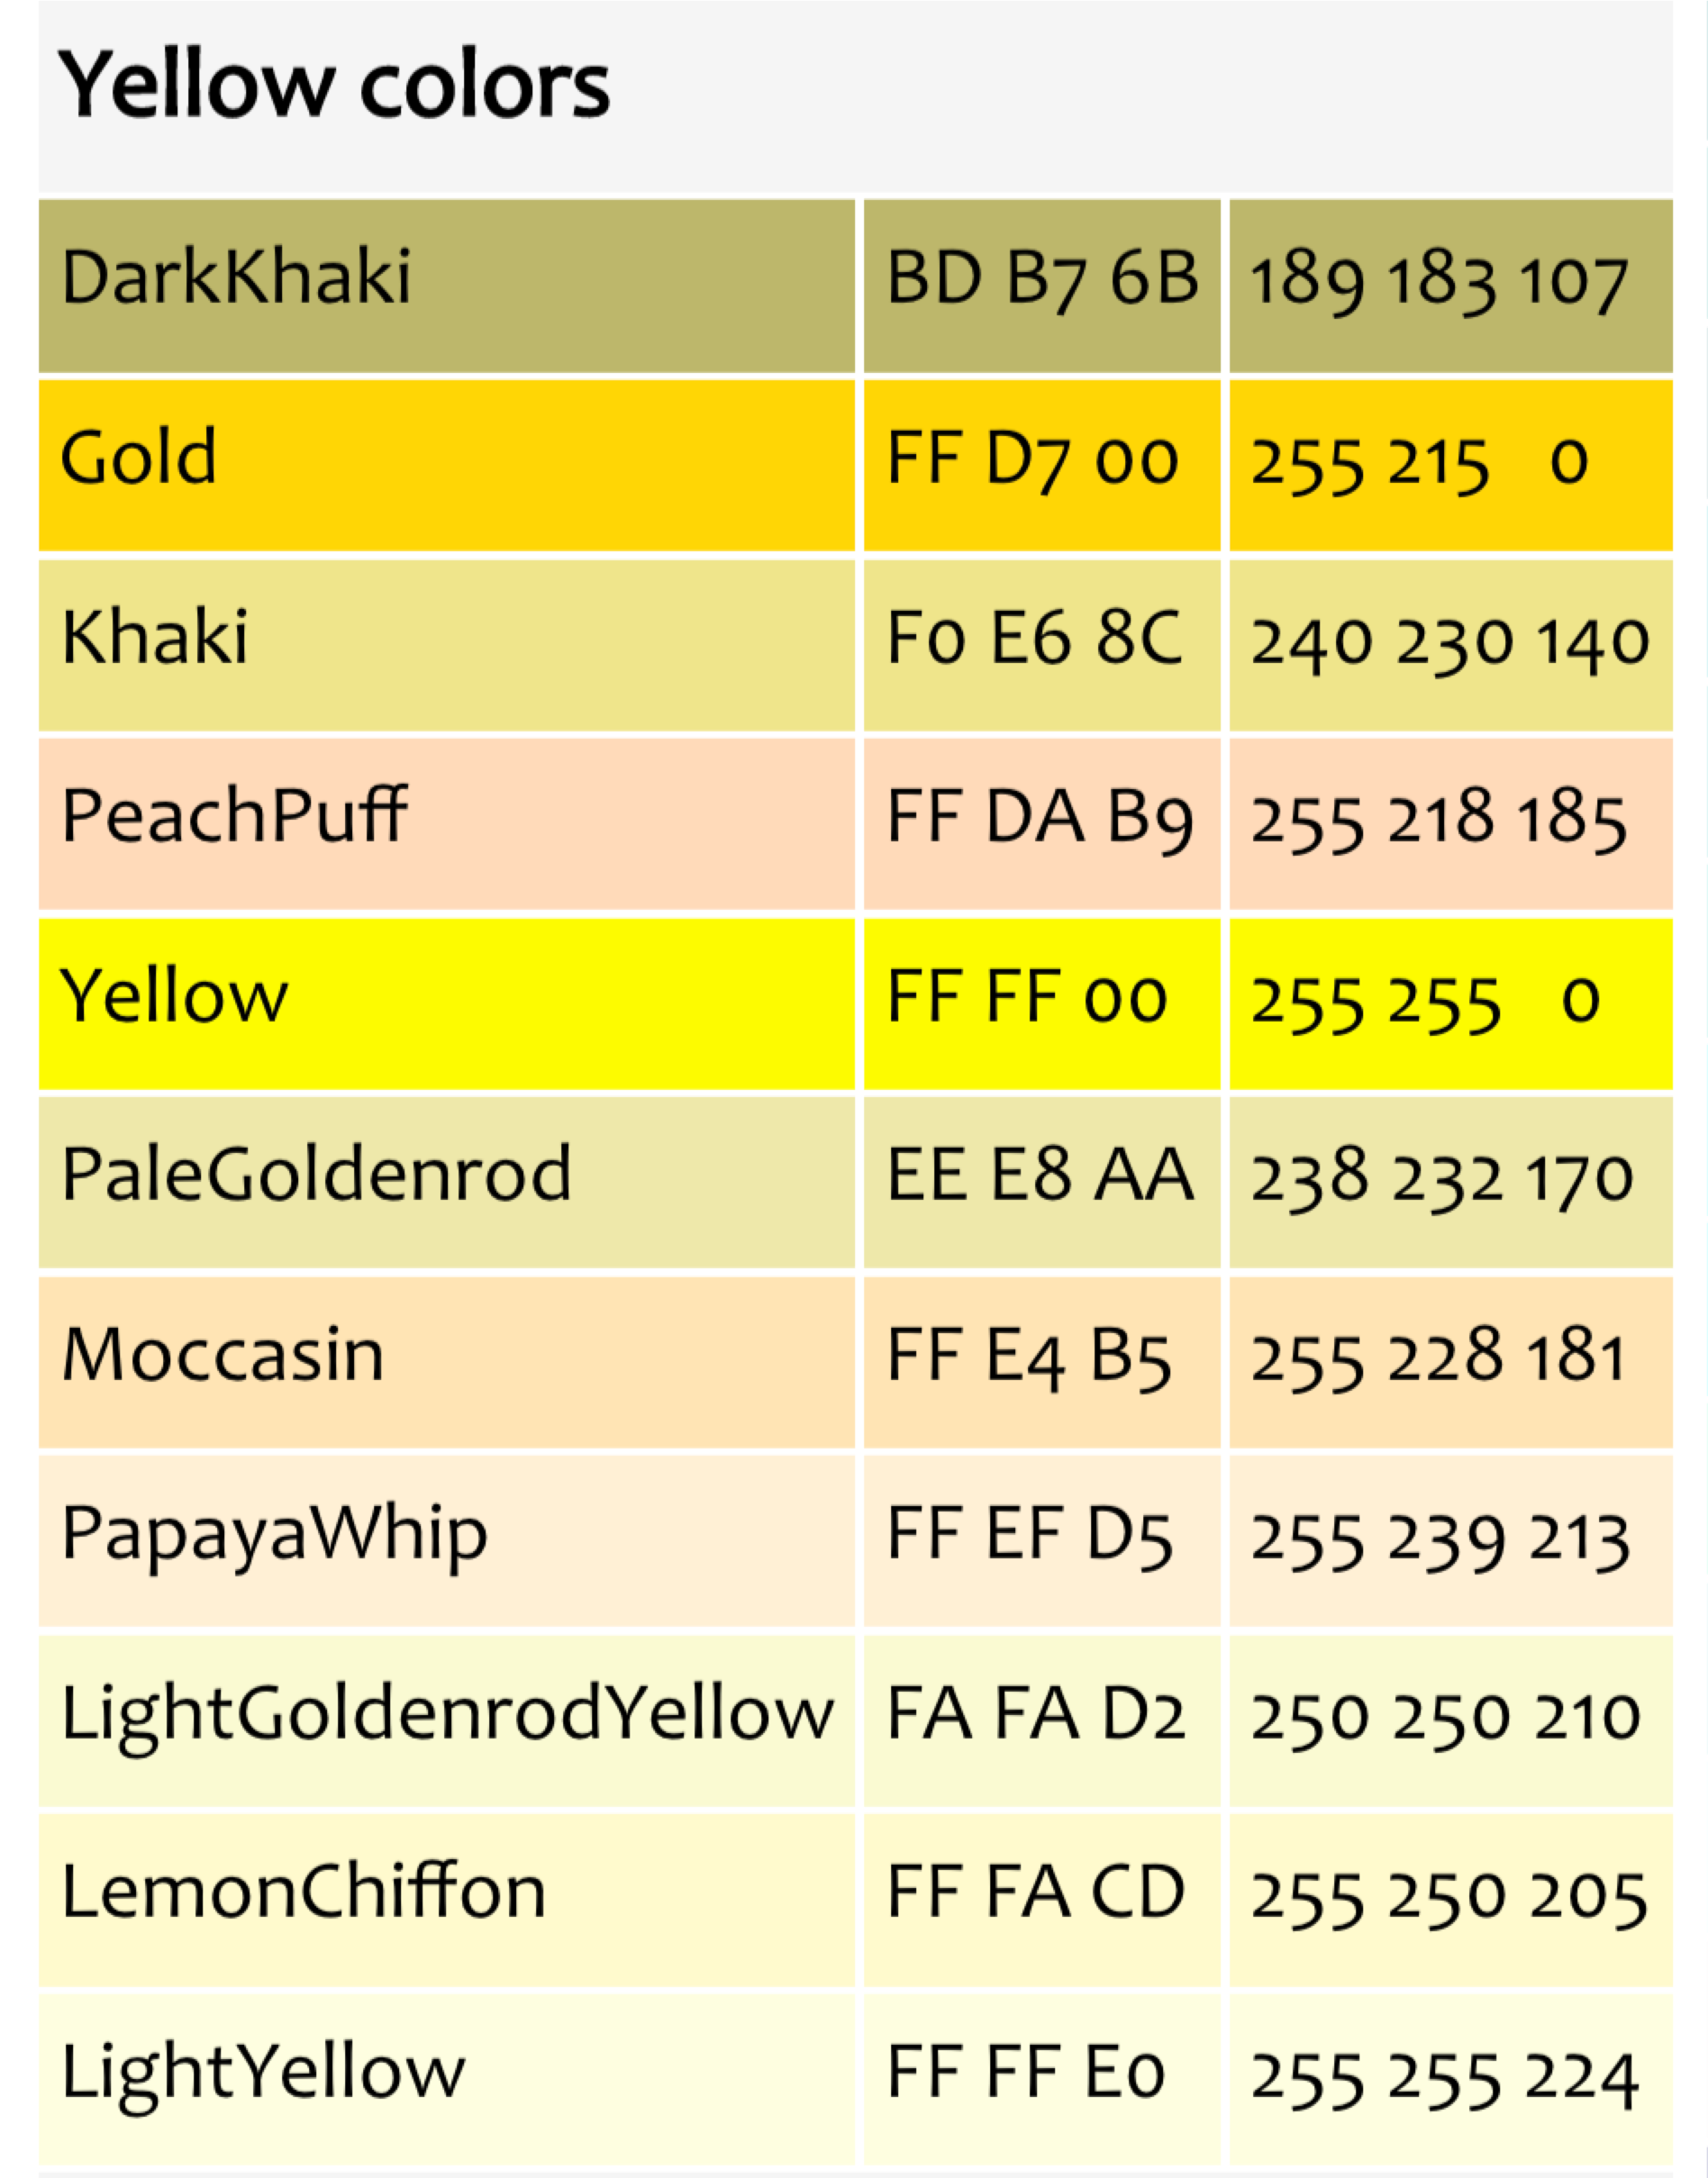 Yellow colors
DarkKhaki BD B7 6B 189 183 107
Gold FF D7 00 255 215 0
Khaki F0 E6 8C 240 230 140
PeachPuff FF DA B9 255 218 185
Yellow FF FF 00 255 255 0
PaleGoldenrod EE E8 AA 238 232 170
Moccasin FF E4 B5 255 228 181
PapayaWhip FF EF D5 255 239 213
LightGoldenrodYellow FA FA D2 250 250 210
LemonChiffon FF FA CD 255 250 205
LightYellow FF FF E0 255 255 224